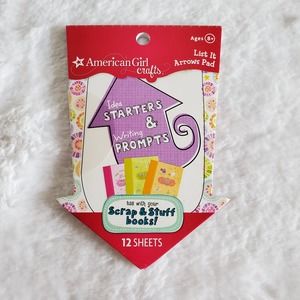 Ages 8+
American Girl
crafts
List It
Arrows Pad
Idea
STARTERS
&
Writing
PROMPTS
use with your
Scrap & Stuff
books!
12 SHEETS